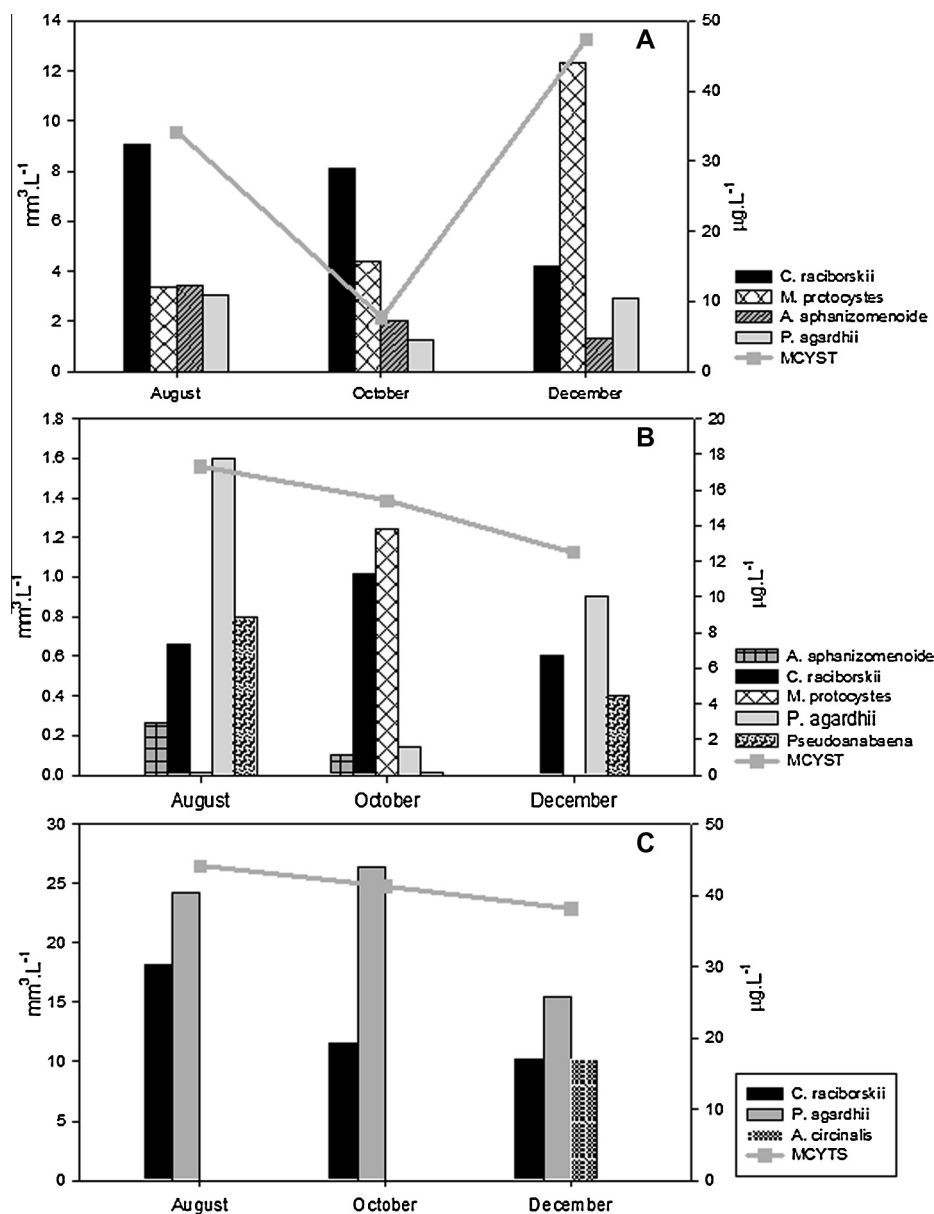 A
14
12
10
8
6
4
2
0
mm³.L⁻¹
50
40
30
20
10
0
µg.L⁻¹
August
October
December
C. raciborskii
M. protocystes
A. aphanizomenoide
P. agardhii
MCYST
B
1.8
1.6
1.4
1.2
1.0
0.8
0.6
0.4
0.2
0.0
mm³.L⁻¹
20
18
16
14
12
10
8
6
4
2
0
µg.L⁻¹
August
October
December
A. aphanizomenoide
C. raciborskii
M. protocystes
P. agardhii
Pseudoanabaena
MCYST
C
30
25
20
15
10
5
0
mm³.L⁻¹
50
40
30
20
10
0
µg.L⁻¹
August
October
December
C. raciborskii
P. agardhii
A. circinalis
MCYTS